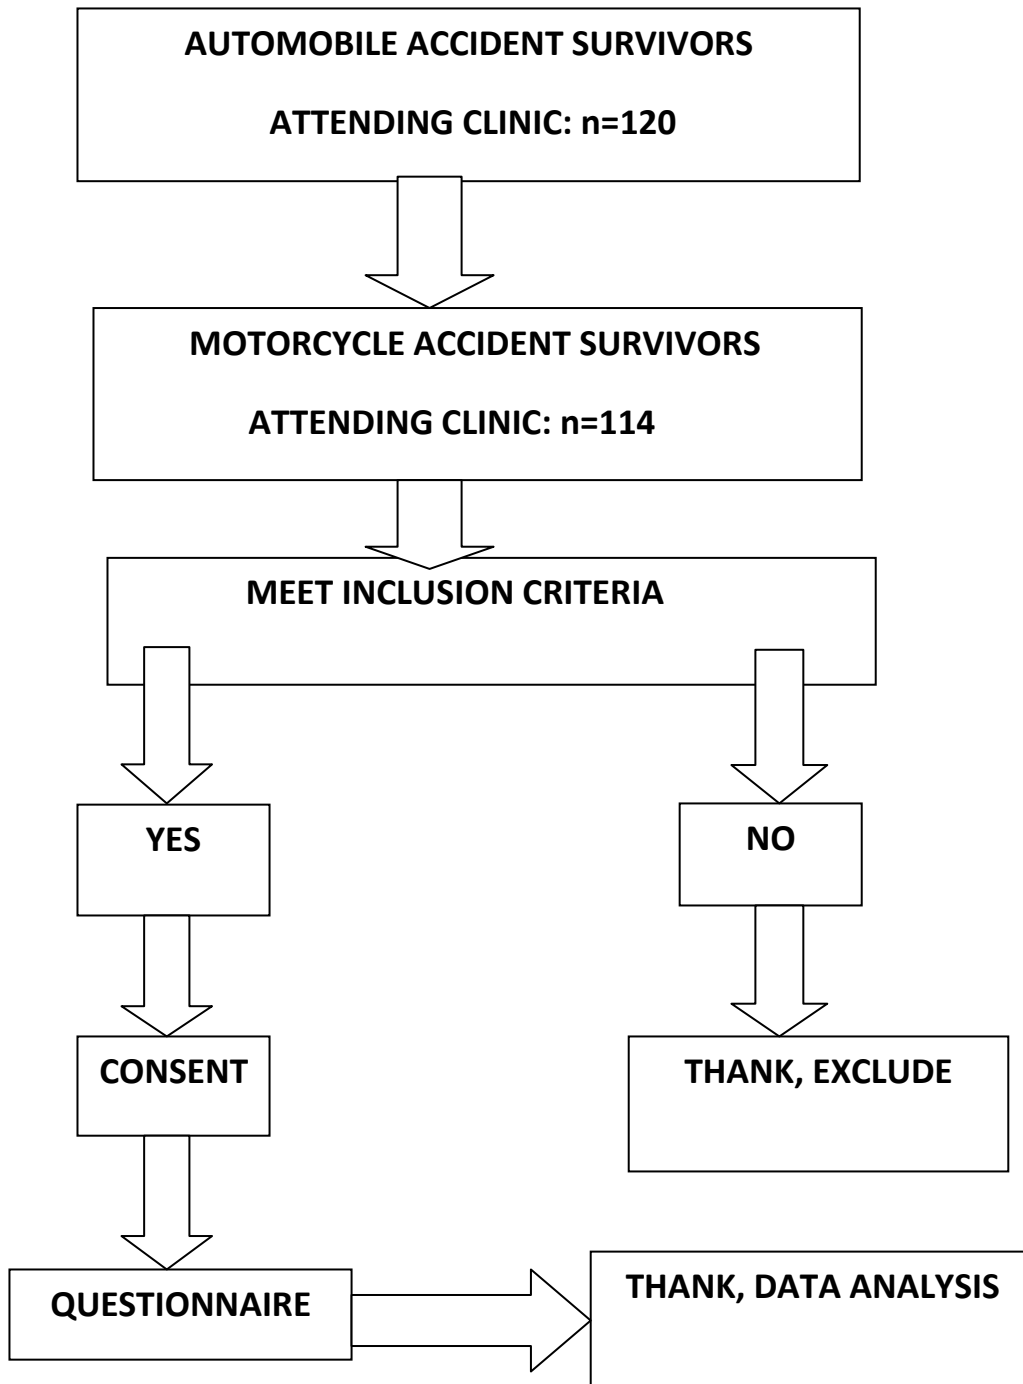 AUTOMOBILE ACCIDENT SURVIVORS
ATTENDING CLINIC: n=120
MOTORCYCLE ACCIDENT SURVIVORS
ATTENDING CLINIC: n=114
MEET INCLUSION CRITERIA
YES
NO
CONSENT
THANK, EXCLUDE
QUESTIONNAIRE
THANK, DATA ANALYSIS